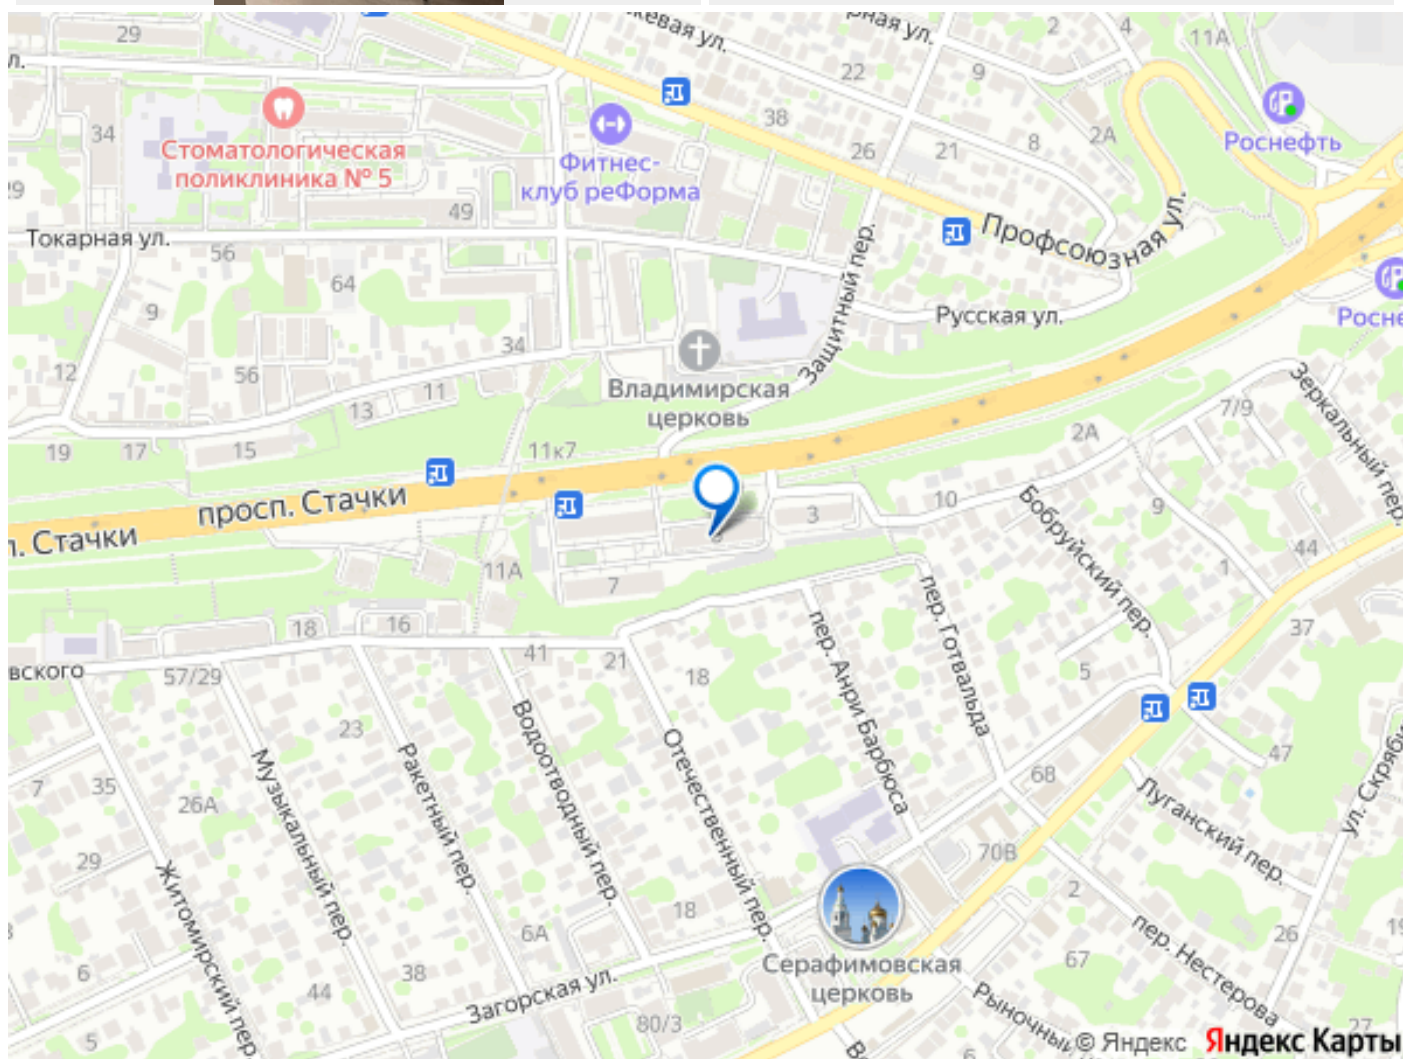 29
4
11А
22
9
38
34
Стоматологическая
поликлиника № 5
Фитнес-
клуб реФорма
26
21
8
2А
Роснефть
29
49
Токарная ул.
56
64
Профсоюзная ул.
Защитный пер.
Русская ул.
9
34
12
56
13
11
Владимирская
церковь
Зеркальный пер.
7/9
2А
19
17
15
11к7
просп. Стачки
Стачки
3
10
Бобруйский пер.
9
44
11А
7
1
18
16
пер. Анри Барбюса
пер. Готвальда
37
57/29
41
21
18
5
23
Музыкальный пер.
Ракетный пер.
Водоотводный пер.
Отечественный пер.
47
68
7
35
26А
Луганский пер.
29
Житомирский пер.
70В
2
18
6А
Серафимовская
церковь
пер. Нестерова
26
67
6
38
44
Загорская ул.
80/3
5
27
6
© Яндекс
Яндекс Карты